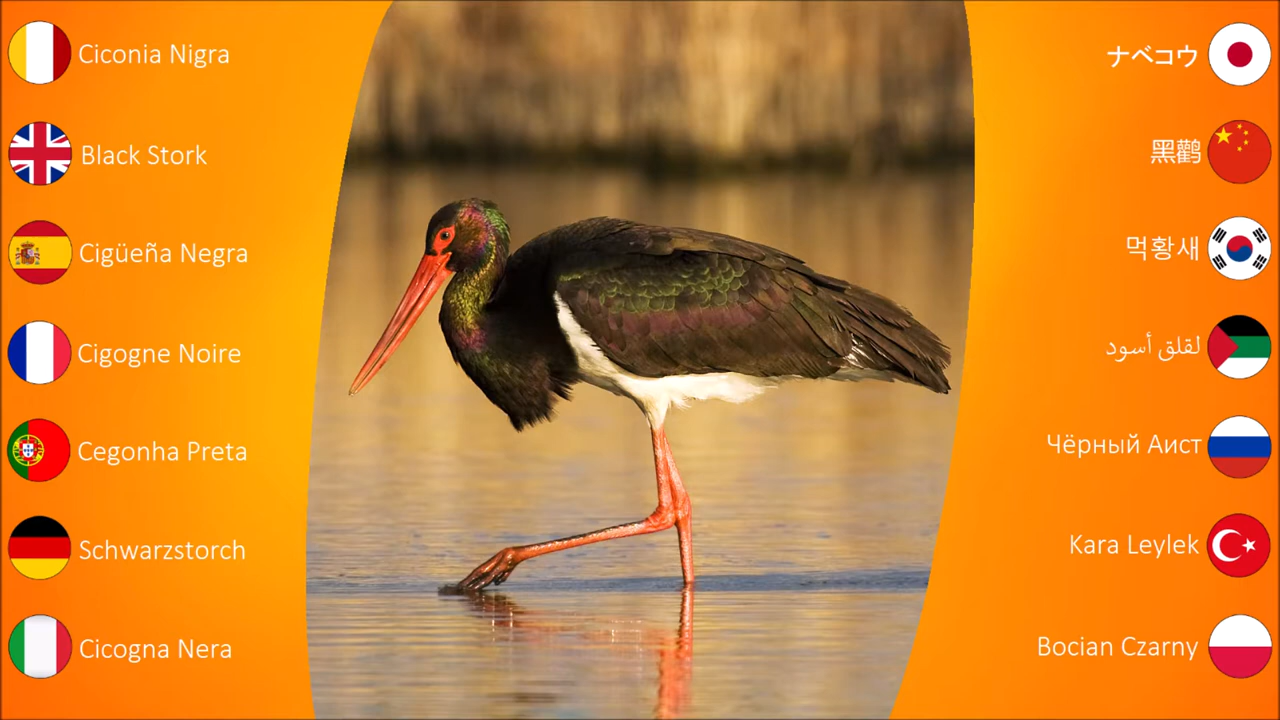 Ciconia Nigra
Black Stork
Cigüeña Negra
Cigogne Noire
Cegonha Preta
Schwarzstorch
Cicogna Nera
ナベコウ
黑鹳
먹황새
لقلق أسود
Чёрный Аист
Kara Leylek
Bocian Czarny